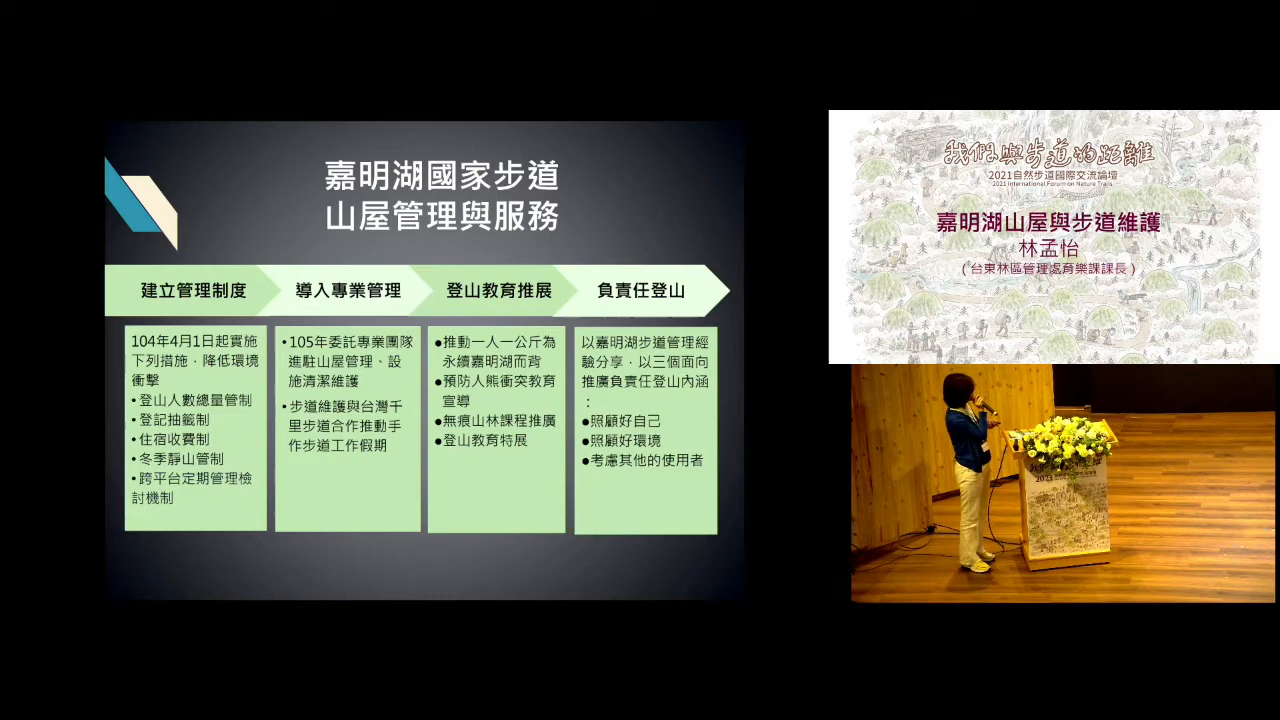 嘉明湖國家步道
山屋管理與服務
建立管理制度
導入專業管理
登山教育推展
負責任登山
104年4月1日起實施
下列措施，降低環境
衝擊
•登山人數總量管制
•登記抽籤制
•住宿收費制
•冬季靜山管制
•跨平台定期管理檢
討機制
•105年委託專業團隊
進駐山屋管理、設
施清潔維護
•步道維護與台灣千
里步道合作推動手
作步道工作假期
●推動一人一公斤為
永續嘉明湖而背
●預防人熊衝突教育
宣導
●無痕山林課程推廣
●登山教育特展
以嘉明湖步道管理經
驗分享，以三個面向
推廣負責任登山內涵
：
●照顧好自己
●照顧好環境
●考慮其他的使用者
我們與步道的距離
2021自然步道國際交流論壇
2021 International Forum on Nature Trails
嘉明湖山屋與步道維護
林孟怡
（台東林區管理處育樂課課長）